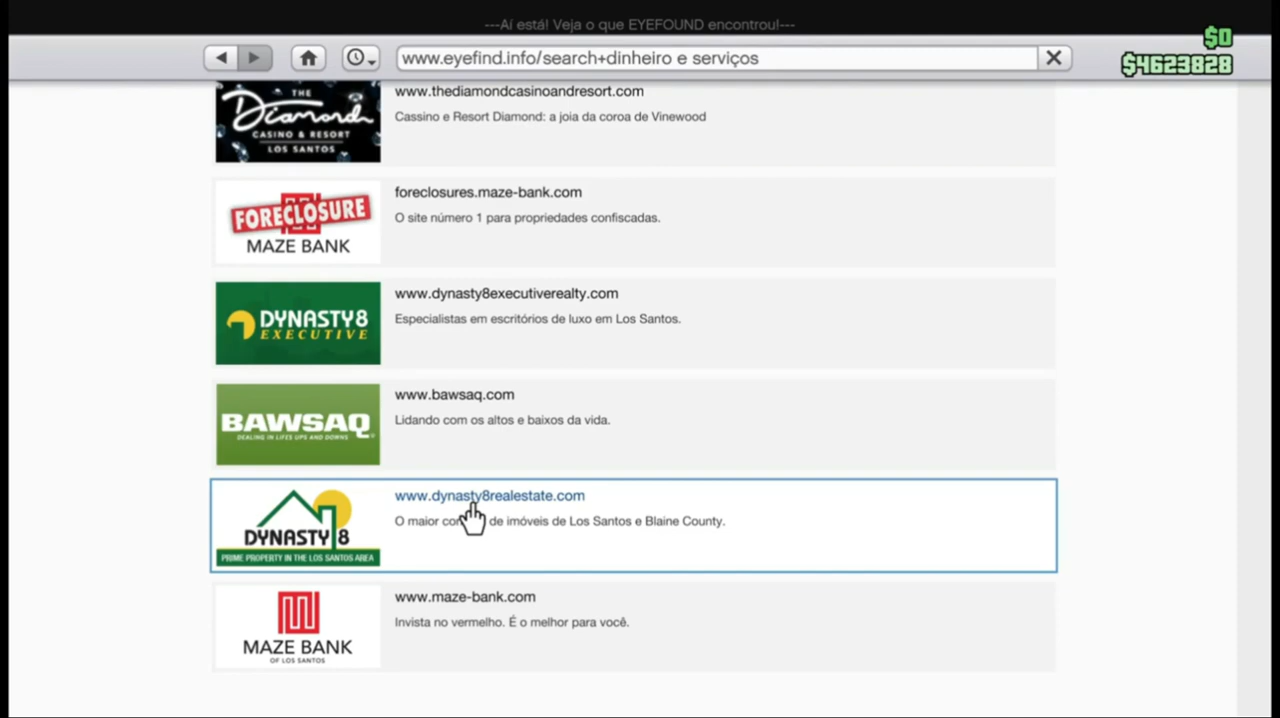 ---Aí está! Veja o que EYEFOUND encontrou!---
www.eyefind.info/search+dinheiro e serviços
$0
$4623828
THE
Diamond
CASINO & RESORT
LOS SANTOS
www.thediamondcasinoandresort.com
Cassino e Resort Diamond: a joia da coroa de Vinewood
FORECLOSURE
MAZE BANK
foreclosures.maze-bank.com
O site número 1 para propriedades confiscadas.
DYNASTY8
EXECUTIVE
www.dynasty8executiverealty.com
Especialistas em escritórios de luxo em Los Santos.
BAWSAQ
DEALING IN LIFES UPS AND DOWNS
www.bawsaq.com
Lidando com os altos e baixos da vida.
DYNASTY 8
PRIME PROPERTY IN THE LOS SANTOS AREA
www.dynasty8realestate.com
O maior de imóveis de Los Santos e Blaine County.
MAZE BANK
OF LOS SANTOS
www.maze-bank.com
Invista no vermelho. É o melhor para você.